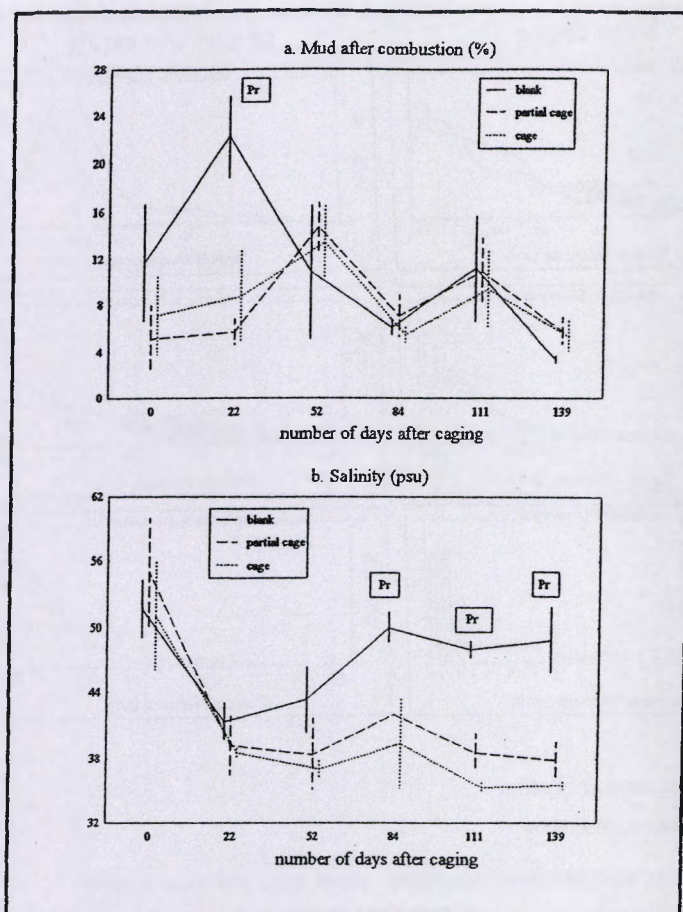 a. Mud after combustion (%)
28
24
20
16
12
8
4
0
Pr
blank
partial cage
cage
0 22 52 84 111 139
number of days after caging
b. Salinity (psu)
62
56
50
44
38
32
blank
partial cage
cage
Pr
Pr
Pr
0 22 52 84 111 139
number of days after caging